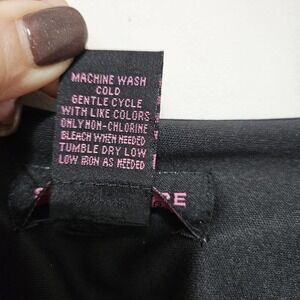 MACHINE WASH
COLD
GENTLE CYCLE
WITH LIKE COLORS
ONLY NON-CHLORINE
BLEACH WHEN NEEDED
TUMBLE DRY LOW
LOW IRON AS NEEDED